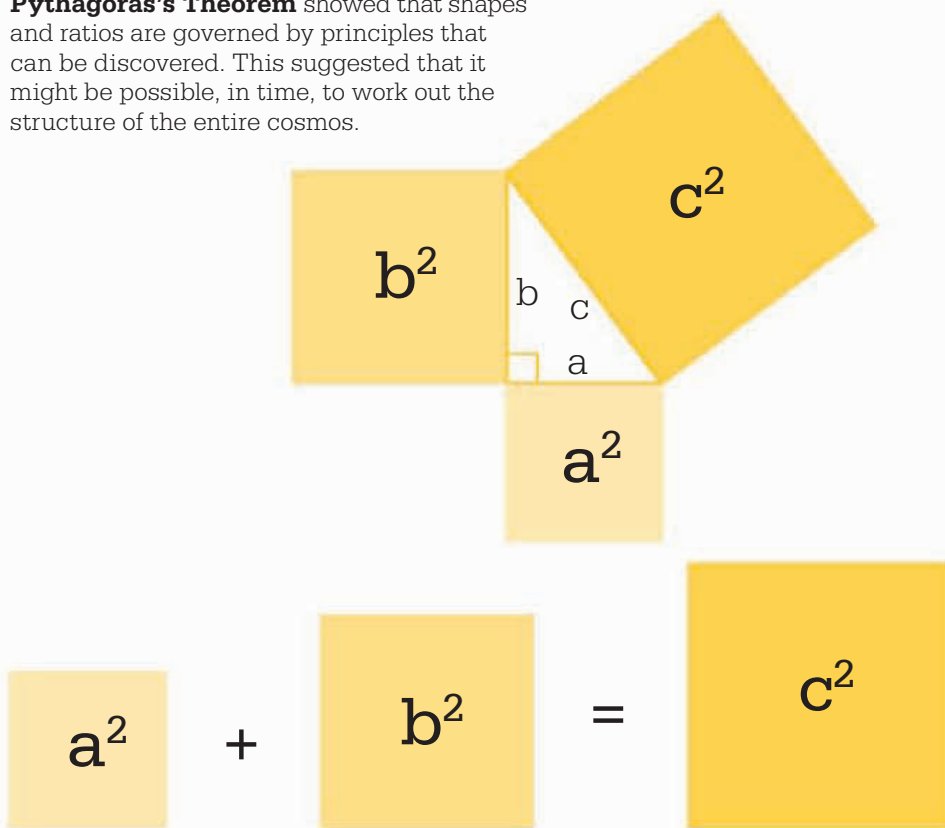 Pythagoras's Theorem showed that shapes
and ratios are governed by principles that
can be discovered. This suggested that it
might be possible, in time, to work out the
structure of the entire cosmos.
c²
b²
b
c
a
a²
a² + b² = c²